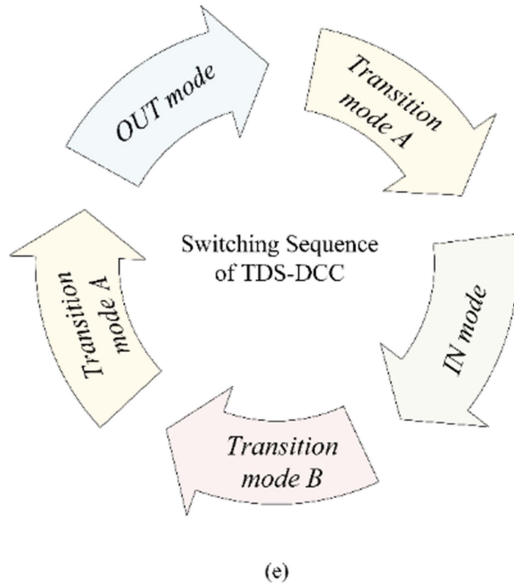 OUT mode
Transition
mode A
IN mode
Transition
mode B
Transition
mode A
Switching Sequence
of TDS-DCC
(e)